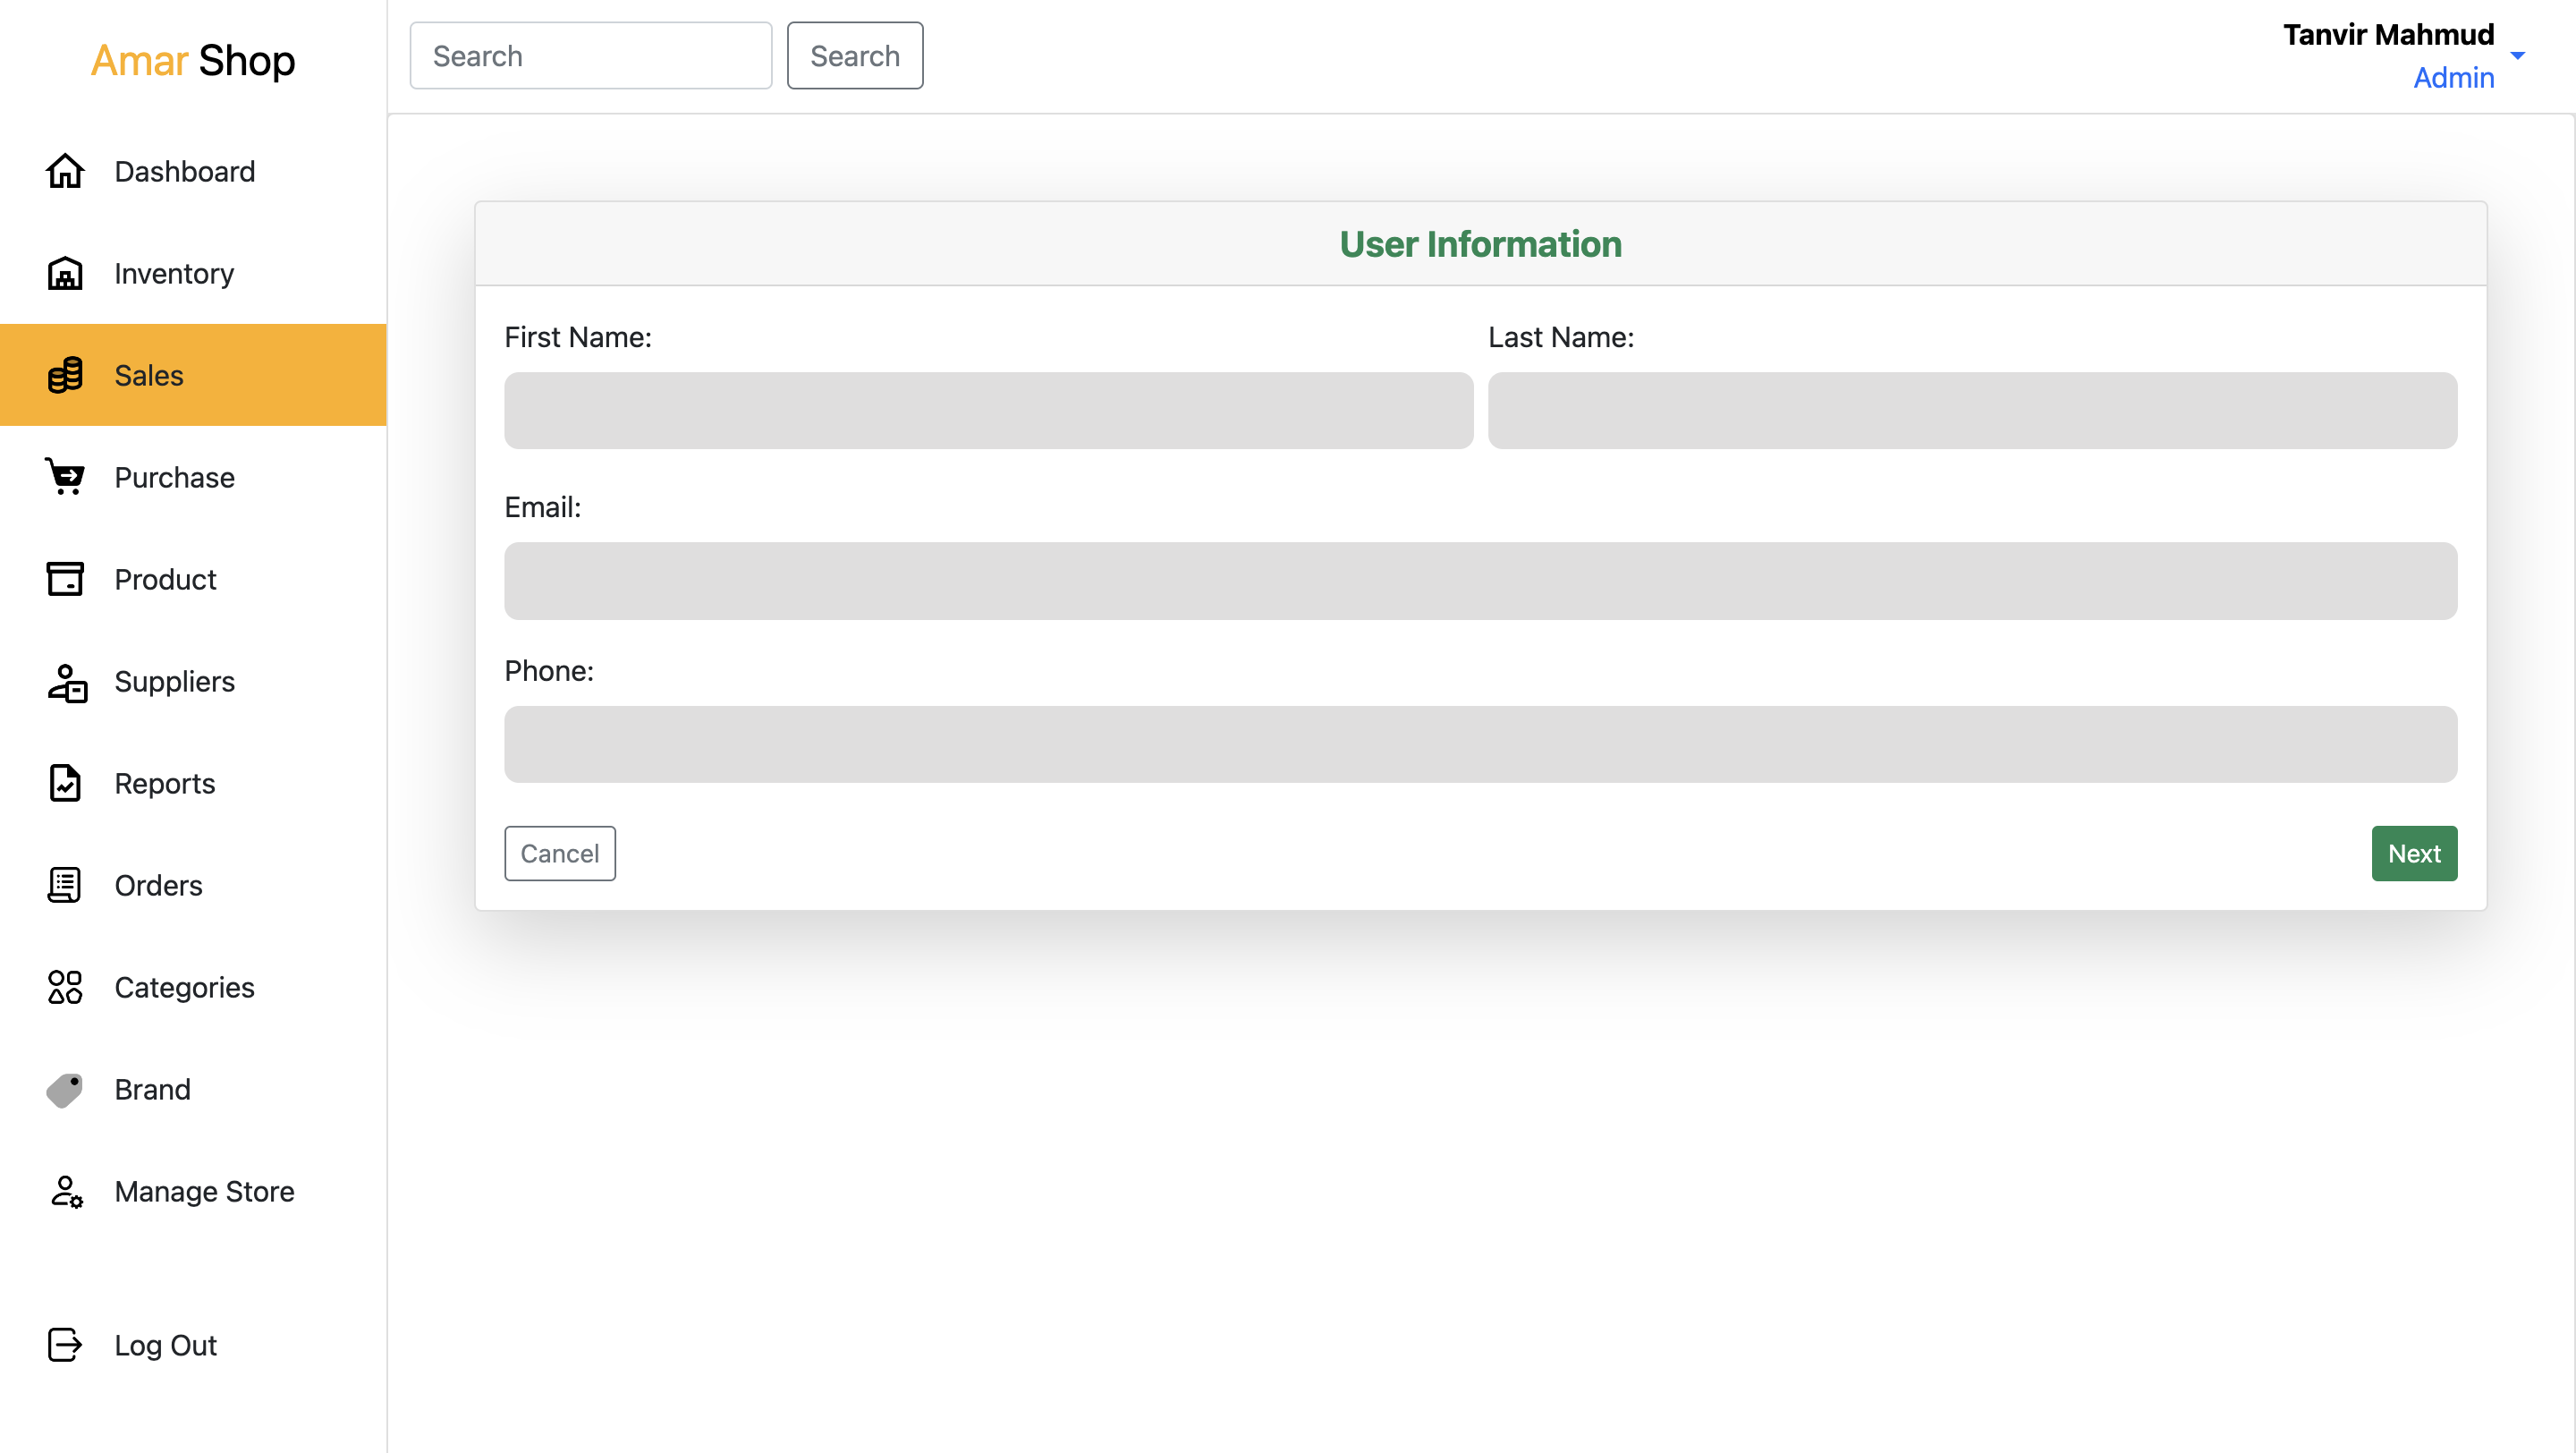 Amar Shop
Search
Search
Tanvir Mahmud
Admin
Dashboard
Inventory
Sales
Purchase
Product
Suppliers
Reports
Orders
Categories
Brand
Manage Store
Log Out
User Information
First Name:
Last Name:
Email:
Phone:
Cancel
Next